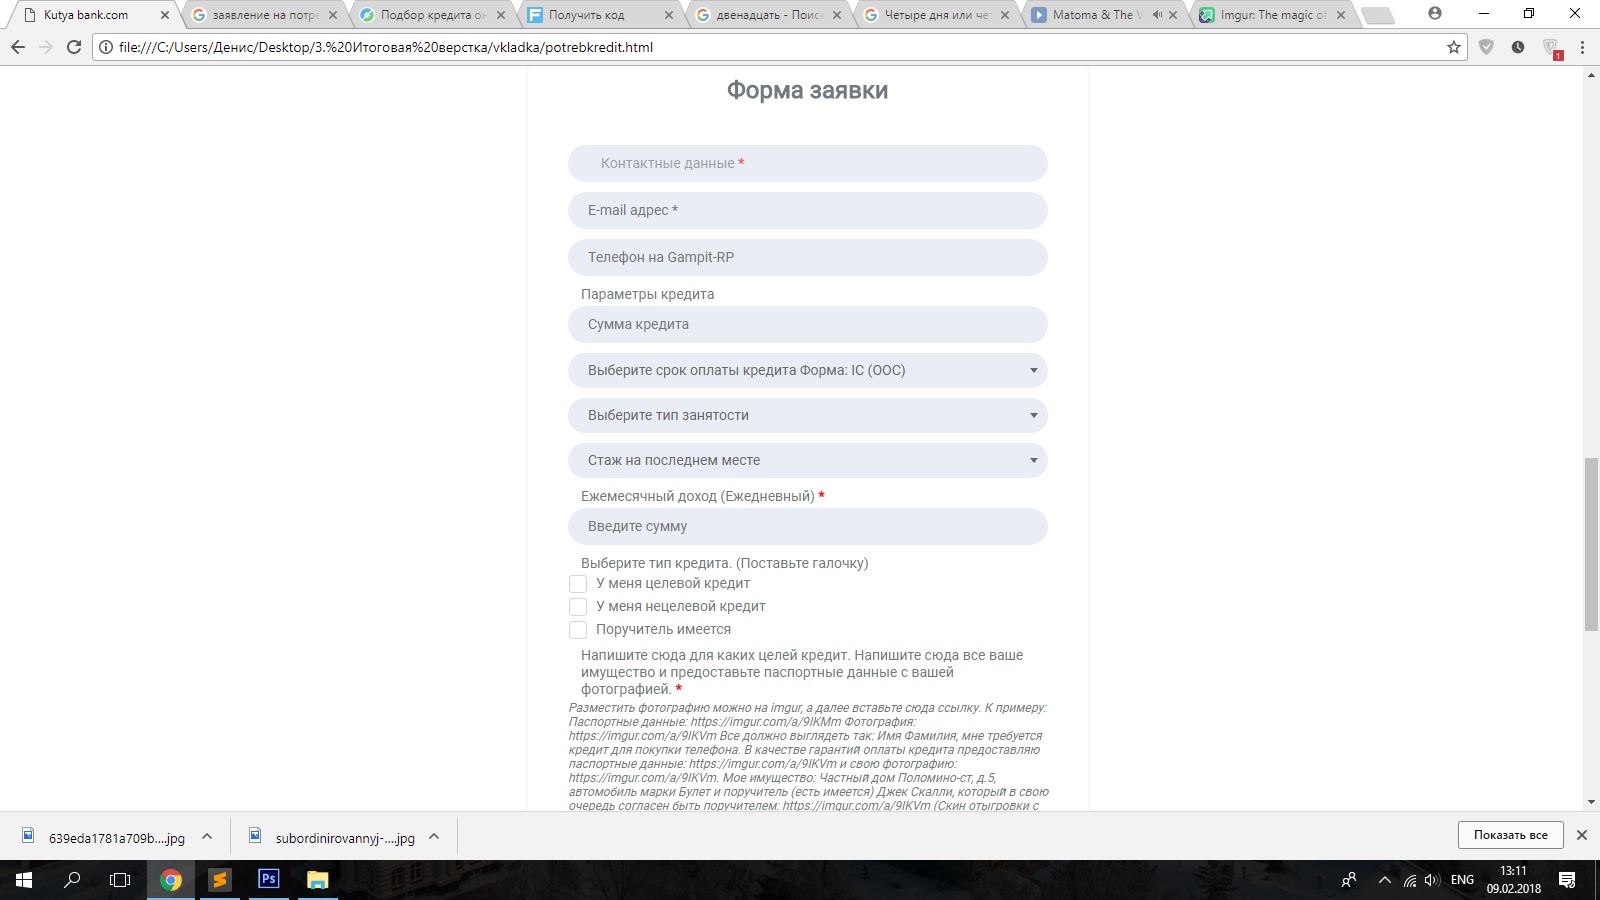 Kutya bank.com
заявление на потре
Подбор кредита он
Получить код
двенадцать - Поиск
Четыре дня или чет
Matoma & The V
Imgur: The magic of
file:///C:/Users/Денис/Desktop/3.%20Итоговая%20верстка/vkladka/potrebkredit.html
1
Форма заявки
Контактные данные *
E-mail адрес *
Телефон на Gampit-RP
Параметры кредита
Сумма кредита
Выберите срок оплаты кредита Форма: IC (OOC)
Выберите тип занятости
Стаж на последнем месте
Ежемесячный доход (Ежедневный) *
Введите сумму
Выберите тип кредита. (Поставьте галочку)
У меня целевой кредит
У меня нецелевой кредит
Поручитель имеется
Напишите сюда для каких целей кредит. Напишите сюда все ваше
имущество и предоставьте паспортные данные с вашей
фотографией. *
Разместить фотографию можно на imgur, а далее вставьте сюда ссылку. К примеру:
Паспортные данные: https://imgur.com/a/9IKMm Фотография:
https://imgur.com/a/9IKVm Все должно выглядеть так: Имя Фамилия, мне требуется
кредит для покупки телефона. В качестве гарантий оплаты кредита предоставляю
паспортные данные: https://imgur.com/a/9IKVm и свою фотографию:
https://imgur.com/a/9IKVm. Мое имущество: Частный дом Поломино-ст, д.5,
автомобиль марки Булет и поручитель (есть имеется) Джек Скалли, который в свою
очередь согласен быть поручителем: https://imgur.com/a/9IKVm (Скин отыгровки с
639eda1781a709b....jpg
subordinirovannyj-....jpg
Показать все
Ps
ENG
13:11
09.02.2018